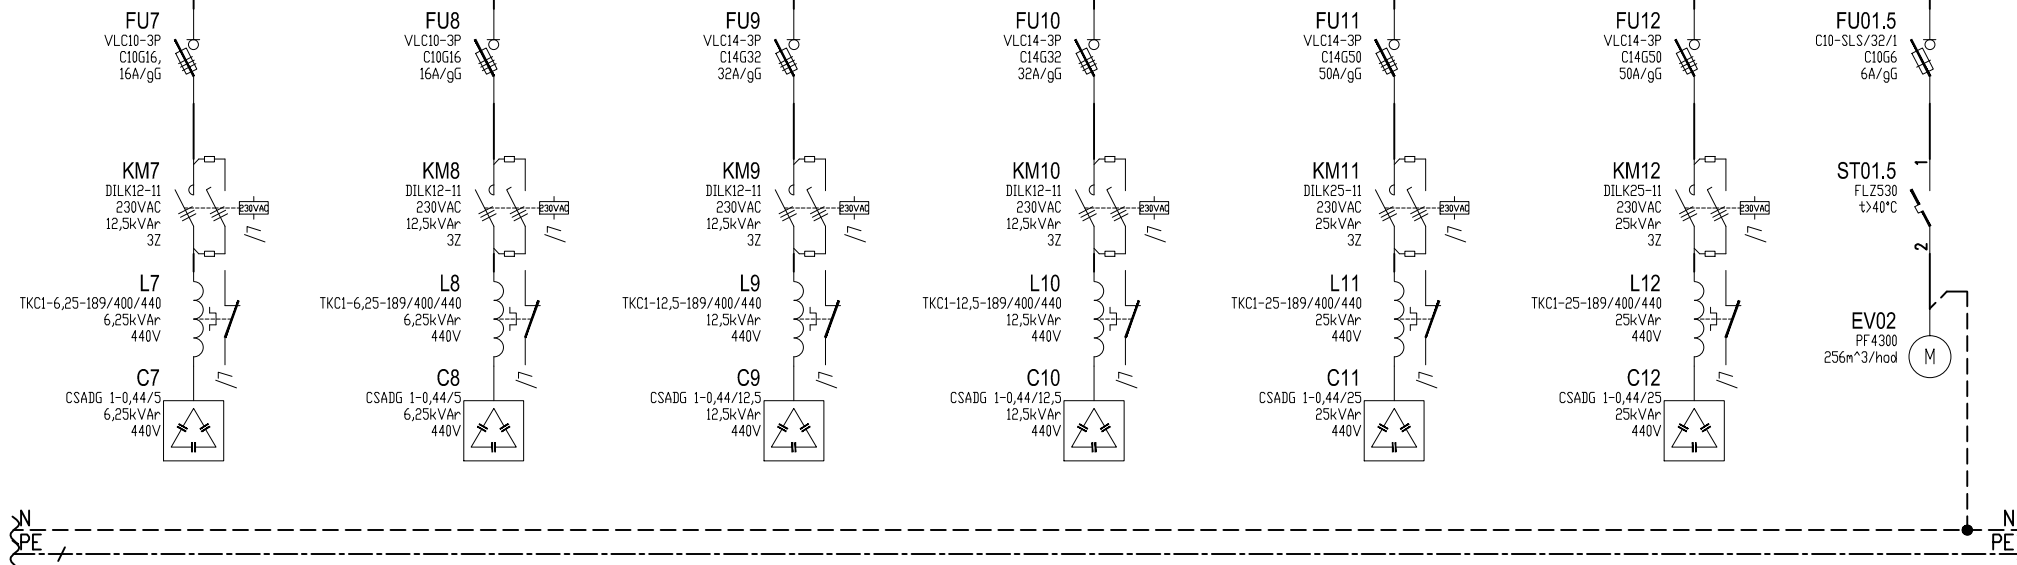 FU7
VLC10-3P
C10G16,
16A/gG
FU8
VLC10-3P
C10G16
16A/gG
FU9
VLC14-3P
C14G32
32A/gG
FU10
VLC14-3P
C14G32
32A/gG
FU11
VLC14-3P
C14G50
50A/gG
FU12
VLC14-3P
C14G50
50A/gG
FU01.5
C10-SLS/32/1
C10G6
6A/gG
KM7
DILK12-11
230VAC
12,5kVAr
3Z
230VAC
KM8
DILK12-11
230VAC
12,5kVAr
3Z
230VAC
KM9
DILK12-11
230VAC
12,5kVAr
3Z
230VAC
KM10
DILK12-11
230VAC
12,5kVAr
3Z
230VAC
KM11
DILK25-11
230VAC
25kVAr
3Z
230VAC
KM12
DILK25-11
230VAC
25kVAr
3Z
230VAC
1
ST01.5
FLZ530
t>40°C
2
L7
TKC1-6,25-189/400/440
6,25kVAr
440V
L8
TKC1-6,25-189/400/440
6,25kVAr
440V
L9
TKC1-12,5-189/400/440
12,5kVAr
440V
L10
TKC1-12,5-189/400/440
12,5kVAr
440V
L11
TKC1-25-189/400/440
25kVAr
440V
L12
TKC1-25-189/400/440
25kVAr
440V
EV02
PF4300
256m^3/hod
M
C7
CSADG 1-0,44/5
6,25kVAr
440V
C8
CSADG 1-0,44/5
6,25kVAr
440V
C9
CSADG 1-0,44/12,5
12,5kVAr
440V
C10
CSADG 1-0,44/12,5
12,5kVAr
440V
C11
CSADG 1-0,44/25
25kVAr
440V
C12
CSADG 1-0,44/25
25kVAr
440V
N
N
PE
PE